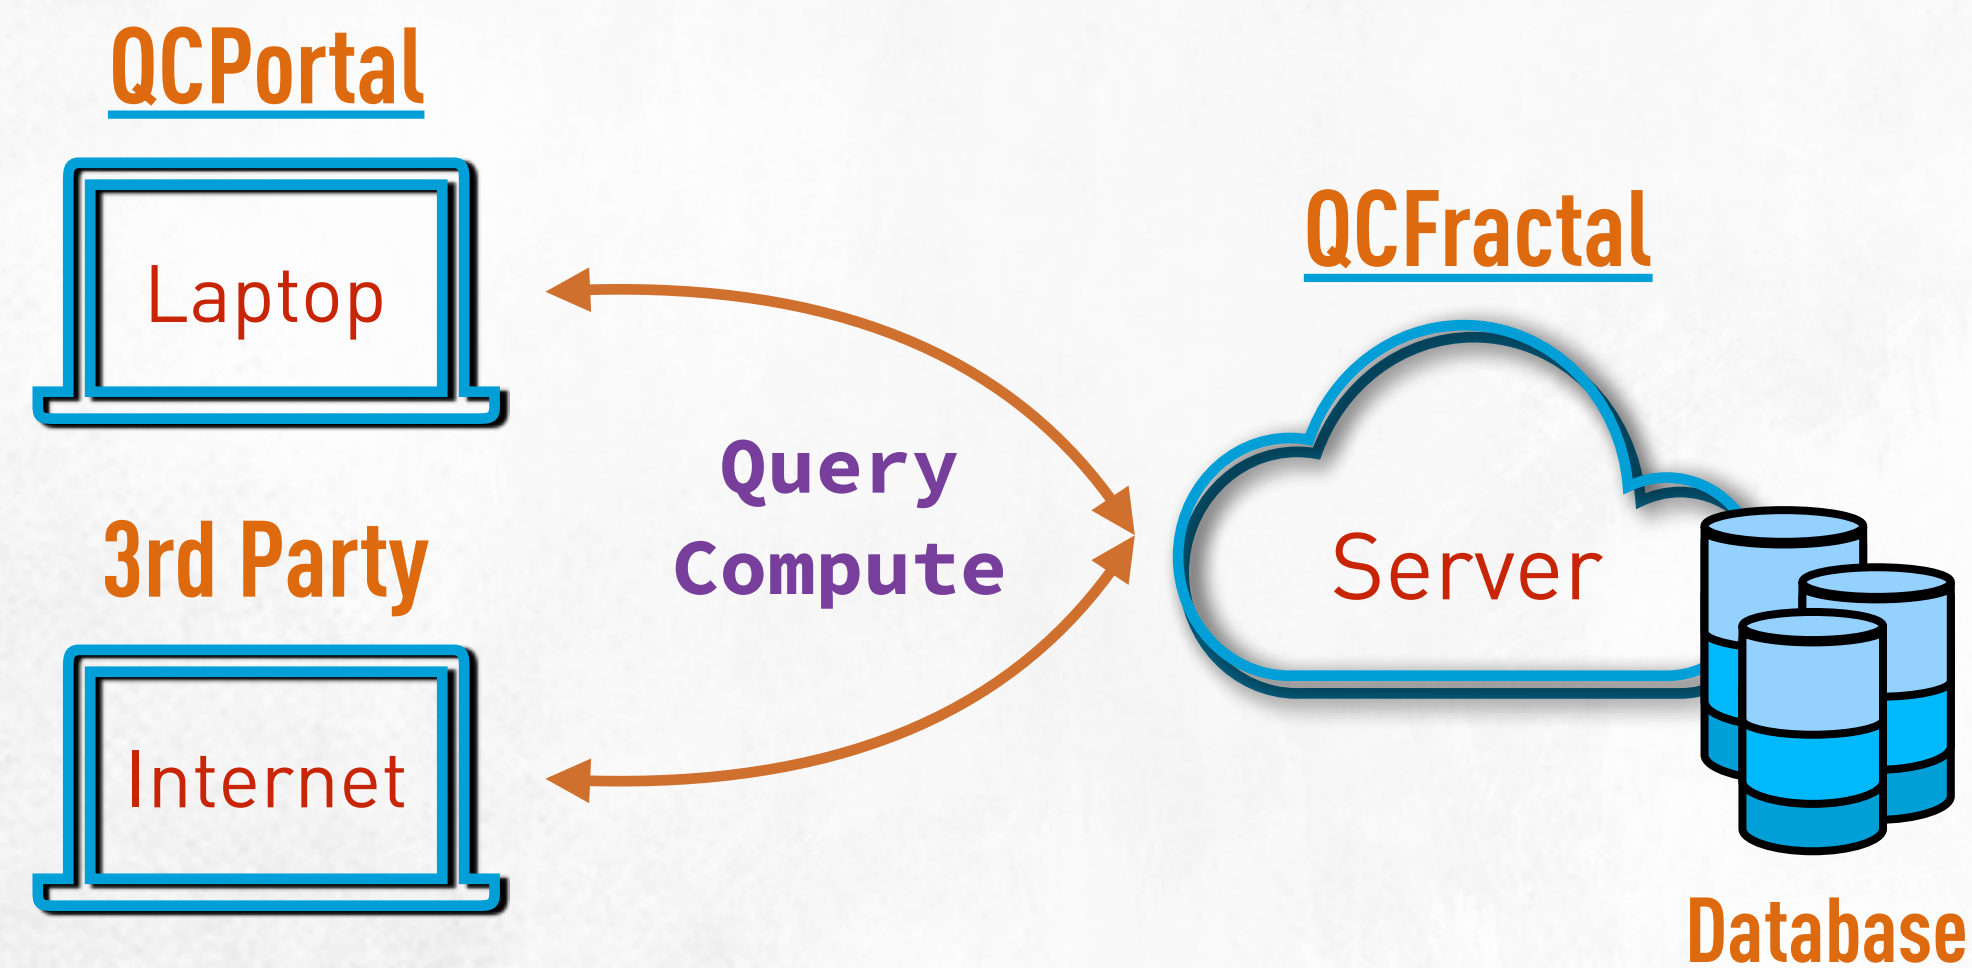 QCPortal
Laptop
3rd Party
Internet
Query
Compute
QCFractal
Server
Database